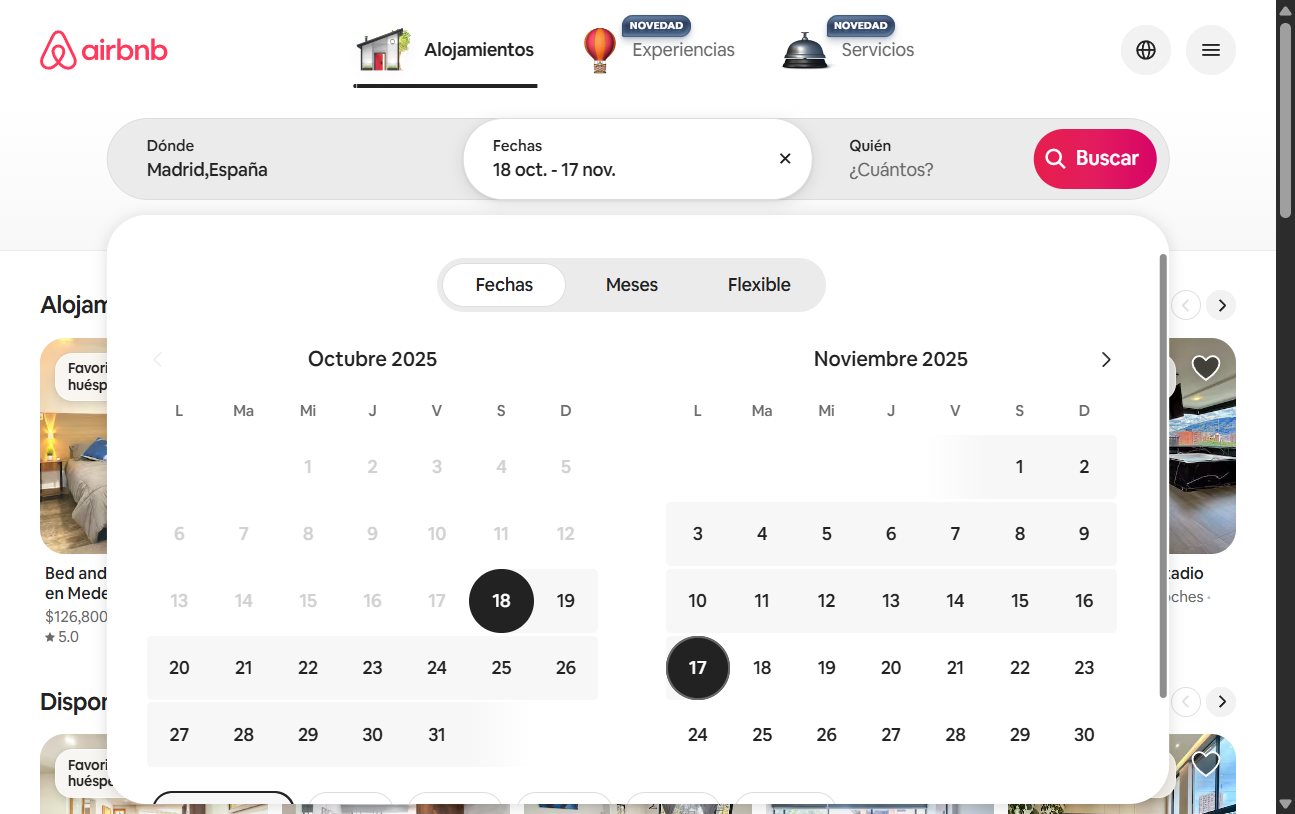 airbnb
Alojamientos
NOVEDAD
Experiencias
NOVEDAD
Servicios
Dónde
Madrid,España
Fechas
18 oct. - 17 nov.
Quién
¿Cuántos?
Buscar
Fechas
Meses
Flexible
Alojam
Favori
huésp
Bed and
en Mede
$126,800
5.0
tadio
oches ·
Octubre 2025
L Ma Mi J V S D
1 2 3 4 5
6 7 8 9 10 11 12
13 14 15 16 17 18 19
20 21 22 23 24 25 26
27 28 29 30 31
Noviembre 2025
L Ma Mi J V S D
1 2
3 4 5 6 7 8 9
10 11 12 13 14 15 16
17 18 19 20 21 22 23
24 25 26 27 28 29 30
Dispon
Favori
huéspe